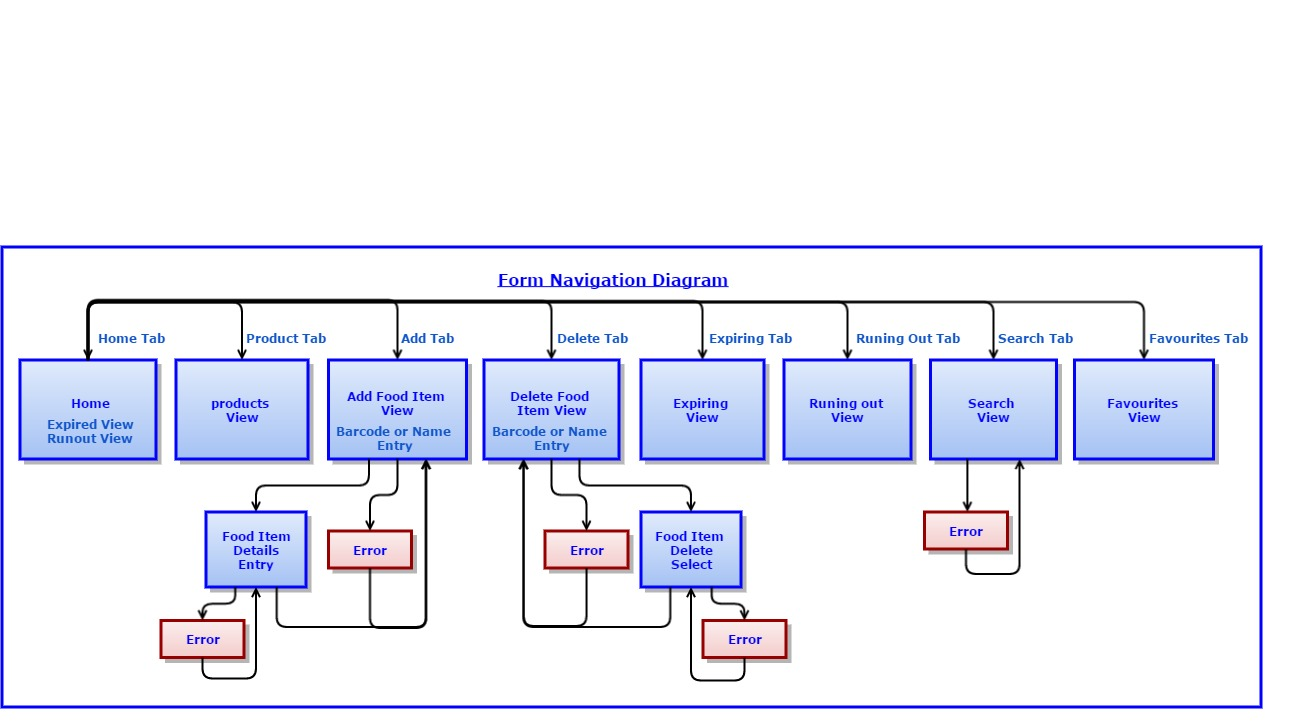 Form Navigation Diagram
Home Tab
Product Tab
Add Tab
Delete Tab
Expiring Tab
Runing Out Tab
Search Tab
Favourites Tab
Home
Expired View
Runout View
products
View
Add Food Item
View
Barcode or Name
Entry
Delete Food
Item View
Barcode or Name
Entry
Expiring
View
Runing out
View
Search
View
Favourites
View
Food Item
Details
Entry
Error
Error
Food Item
Delete
Select
Error
Error
Error